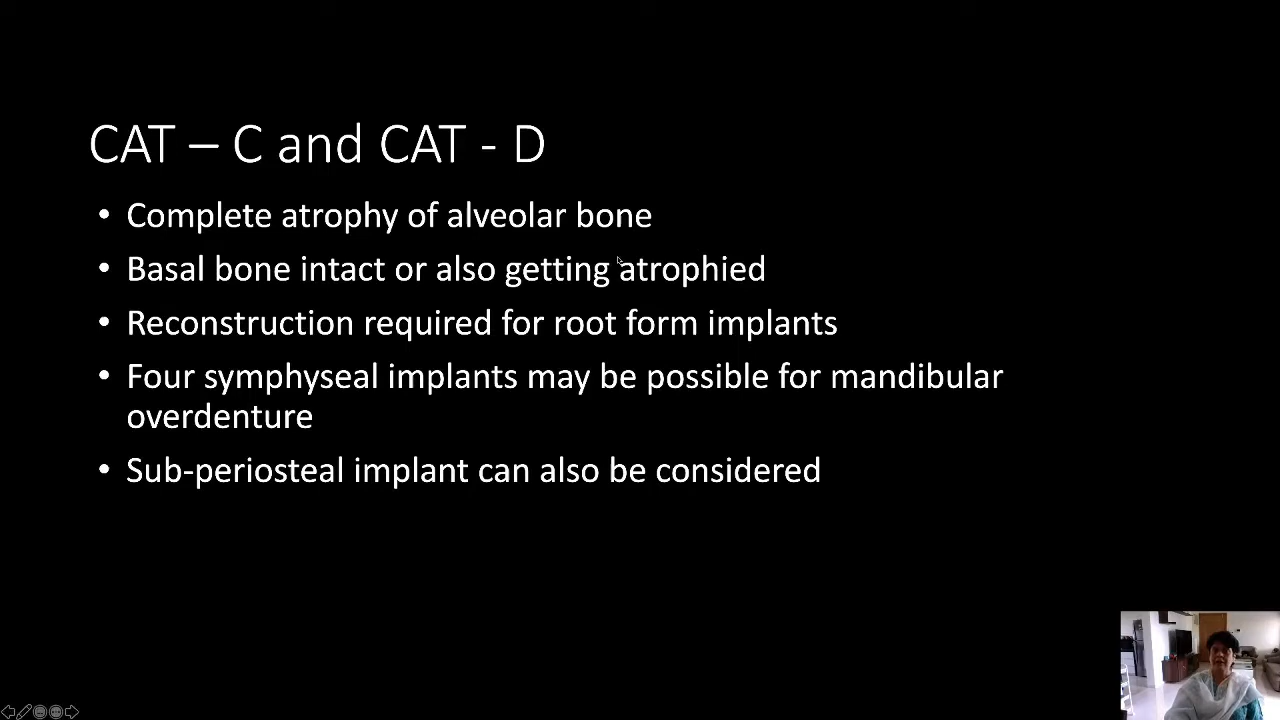 CAT – C and CAT - D
• Complete atrophy of alveolar bone
• Basal bone intact or also getting atrophied
• Reconstruction required for root form implants
• Four symphyseal implants may be possible for mandibular
overdenture
• Sub-periosteal implant can also be considered